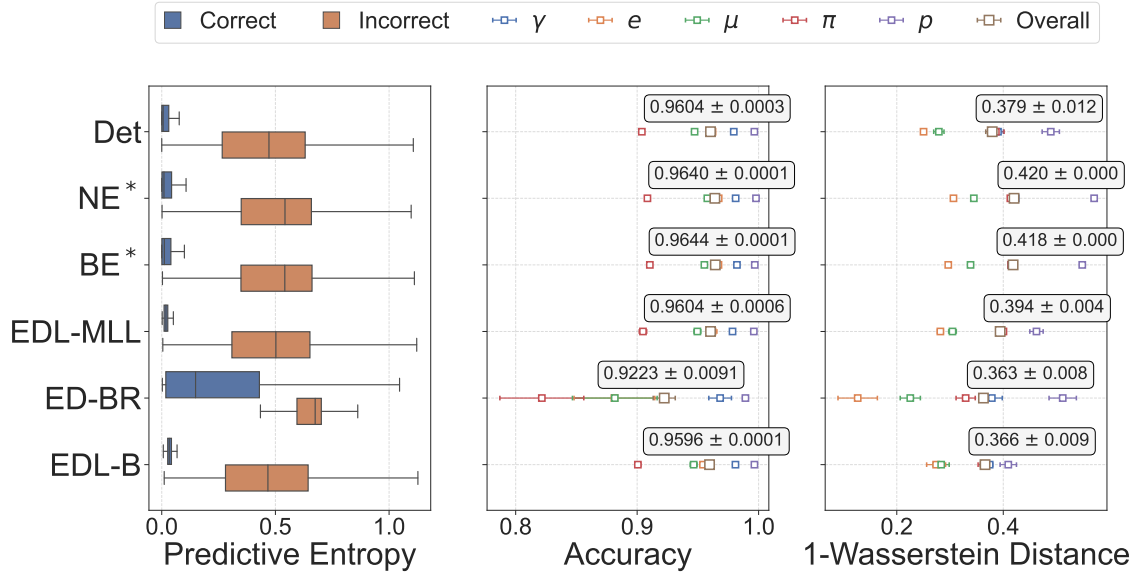 Correct Incorrect γ e μ π p Overall
Det
NE*
BE*
EDL-MLL
ED-BR
EDL-B
0.0 0.5 1.0
Predictive Entropy
0.9604 ± 0.0003
0.9640 ± 0.0001
0.9644 ± 0.0001
0.9604 ± 0.0006
0.9223 ± 0.0091
0.9596 ± 0.0001
0.8 0.9 1.0
Accuracy
0.379 ± 0.012
0.420 ± 0.000
0.418 ± 0.000
0.394 ± 0.004
0.363 ± 0.008
0.366 ± 0.009
0.2 0.4
1-Wasserstein Distance